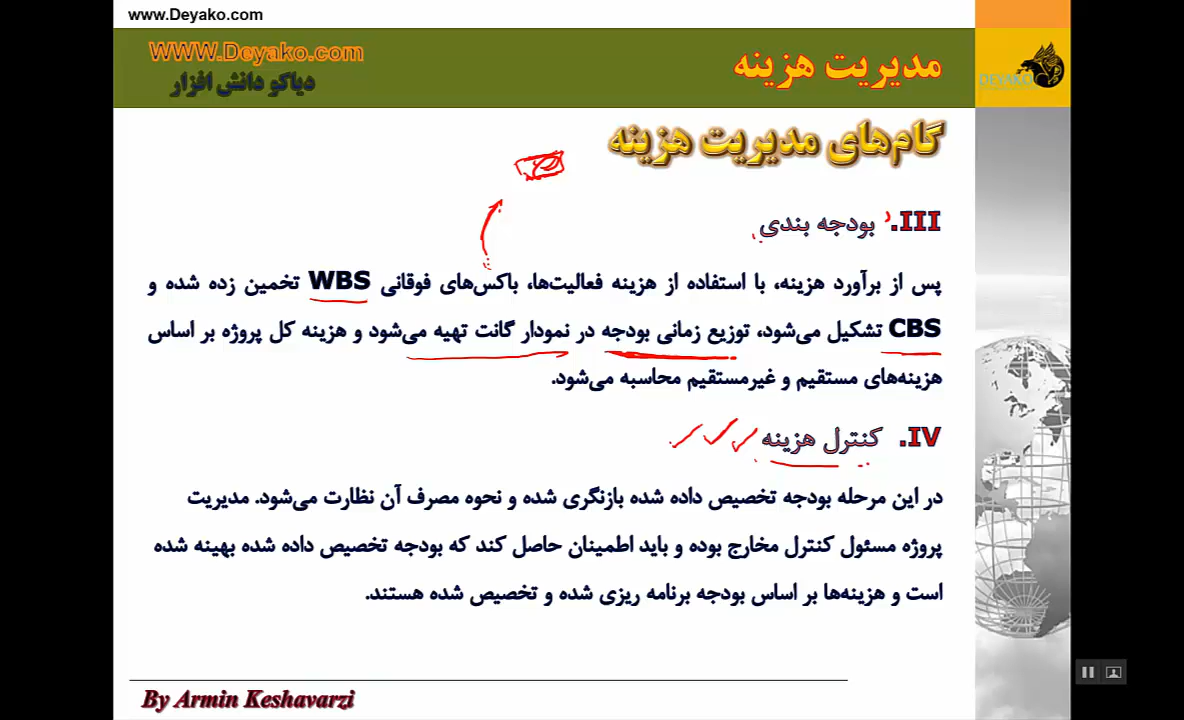 www.Deyako.com
WWW.Deyako.com
دیاکو دانش افزار
مدیریت هزینه
DEYAKO
گام‌های مدیریت هزینه
III. بودجه بندی
پس از برآورد هزینه، با استفاده از هزینه فعالیت‌ها، باکس‌های فوقانی WBS تخمین زده شده و
CBS تشکیل می‌شود، توزیع زمانی بودجه در نمودار گانت تهیه می‌شود و هزینه کل پروژه بر اساس
هزینه‌های مستقیم و غیرمستقیم محاسبه می‌شود.
IV. کنترل هزینه
در این مرحله بودجه تخصیص داده شده بازنگری شده و نحوه مصرف آن نظارت می‌شود. مدیریت
پروژه مسئول کنترل مخارج بوده و باید اطمینان حاصل کند که بودجه تخصیص داده شده بهینه شده
است و هزینه‌ها بر اساس بودجه برنامه ریزی شده و تخصیص شده هستند.
By Armin Keshavarzi